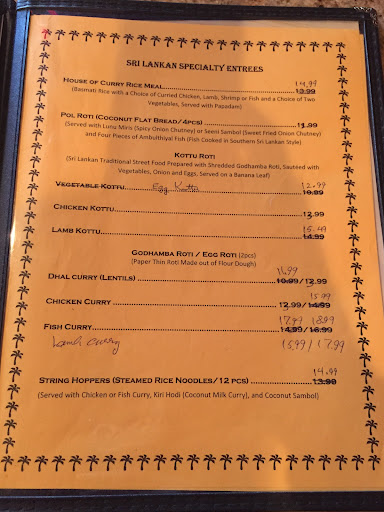 SRI LANKAN SPECIALTY ENTREES
14.99
HOUSE OF CURRY RICE MEAL 13.99
(Basmati Rice with a Choice of Curried Chicken, Lamb, Shrimp or Fish and a Choice of Two
Vegetables, Served with Papadam)
POL ROTI (COCONUT FLAT BREAD/4PCS) 11.99
(Served with Lunu Miris (Spicy Onion Chutney) or Seeni Sambol (Sweet Fried Onion Chutney)
and Four Pieces of Ambulthiyal Fish (Fish Cooked in Southern Sri Lankan Style)
KOTTU ROTI
(Sri Lankan Traditional Street Food Prepared with Shredded Godhamba Roti, Sautéed with
Vegetables, Onion and Eggs, Served on a Banana Leaf)
Egg Kottu 12.99
VEGETABLE KOTTU 10.99
CHICKEN KOTTU 12.99
15.49
LAMB KOTTU 14.99
GODHAMBA ROTI / EGG ROTI (2pcs)
(Paper Thin Roti Made out of Flour Dough)
11.99
DHAL CURRY (LENTILS) 10.99/12.99
15.99
CHICKEN CURRY 12.99/14.99
17.99 18.99
FISH CURRY 14.99/16.99
Lamb curry 15.99/17.99
14.99
STRING HOPPERS (STEAMED RICE NOODLES/12 PCS) 13.99
(Served with Chicken or Fish Curry, Kiri Hodi (Coconut Milk Curry), and Coconut Sambol)